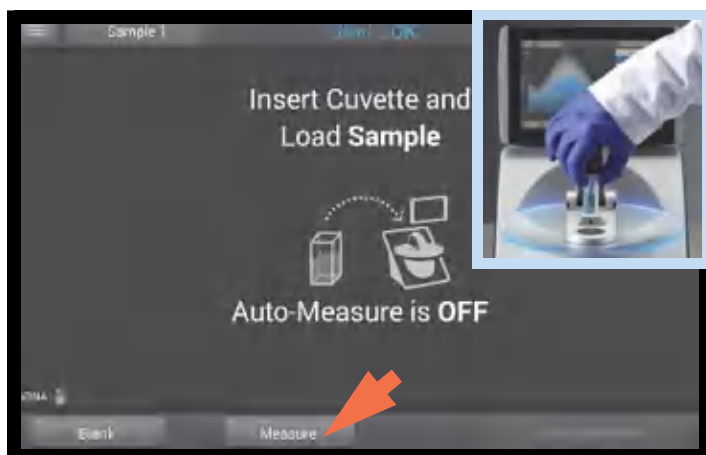 Sample 1
Insert Cuvette and
Load Sample
Auto-Measure is OFF
Blank
Measure